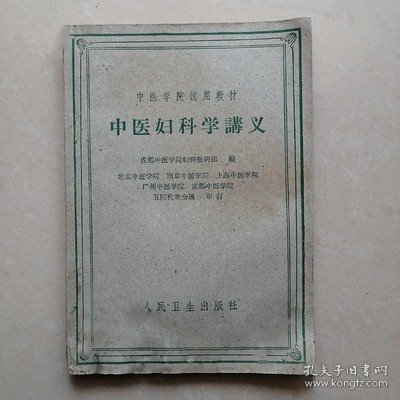 中医学院試用教材
中医妇科学講义
成都中医学院妇科教研組 編
北京中医学院 南京中医学院 上海中医学院
广州中医学院 成都中医学院
五院代表会議 审訂
人民卫生出版社
孔夫子旧书网
www.kongfz.com